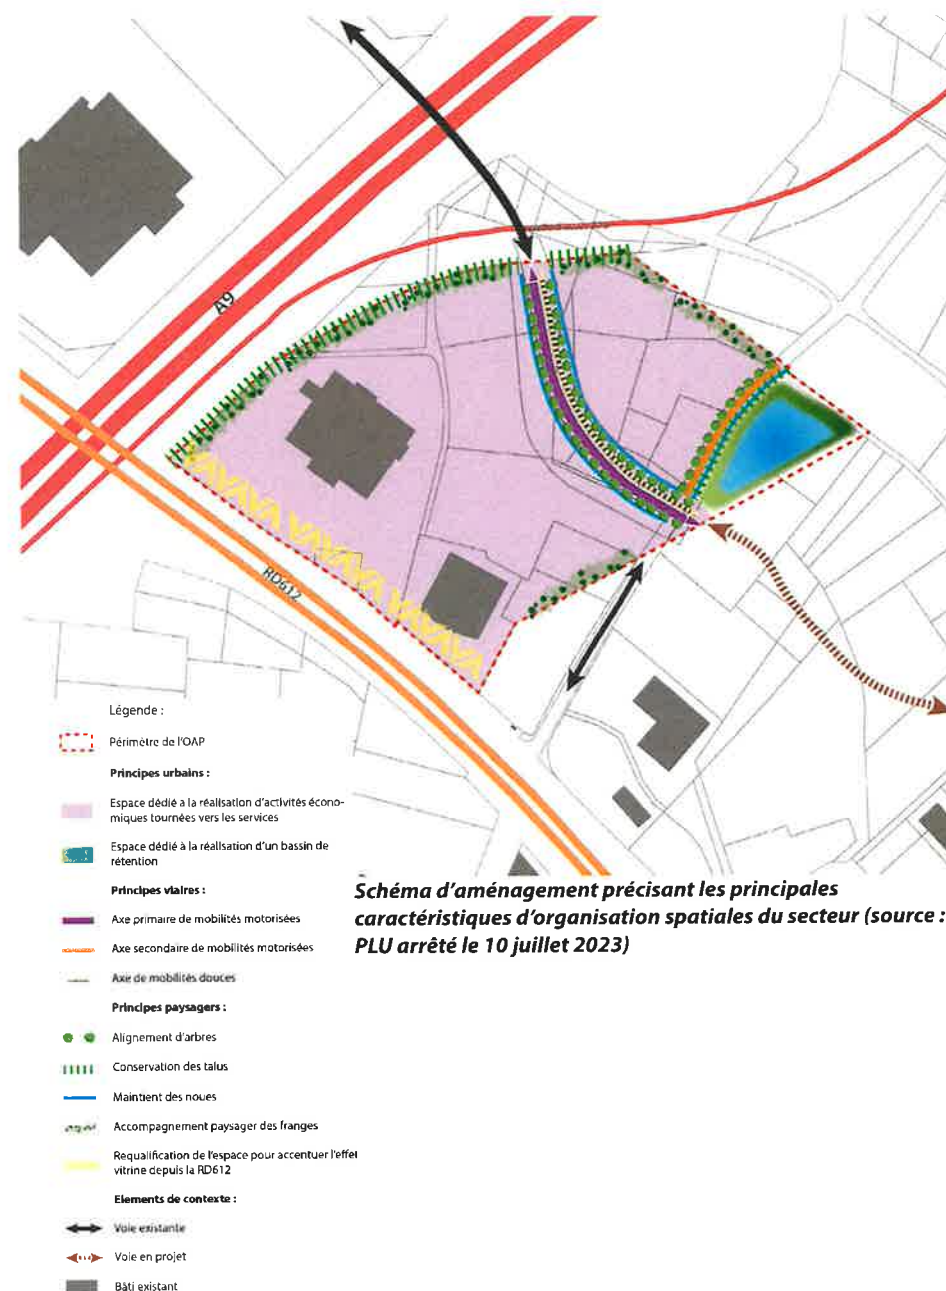 A9
RD612
Légende :
Périmètre de l'OAP
Principes urbains :
Espace dédié à la réalisation d'activités écono-
miques tournées vers les services
Espace dédié à la réalisation d'un bassin de
rétention
Principes viaires :
Axe primaire de mobilités motorisées
Axe secondaire de mobilités motorisées
Axe de mobilités douces
Principes paysagers :
Alignement d'arbres
Conservation des talus
Maintient des noues
Accompagnement paysager des franges
Requalification de l'espace pour accentuer l'effet
vitrine depuis la RD612
Elements de contexte :
Voie existante
Voie en projet
Bâti existant
Schéma d'aménagement précisant les principales
caractéristiques d'organisation spatiales du secteur (source :
PLU arrêté le 10 juillet 2023)